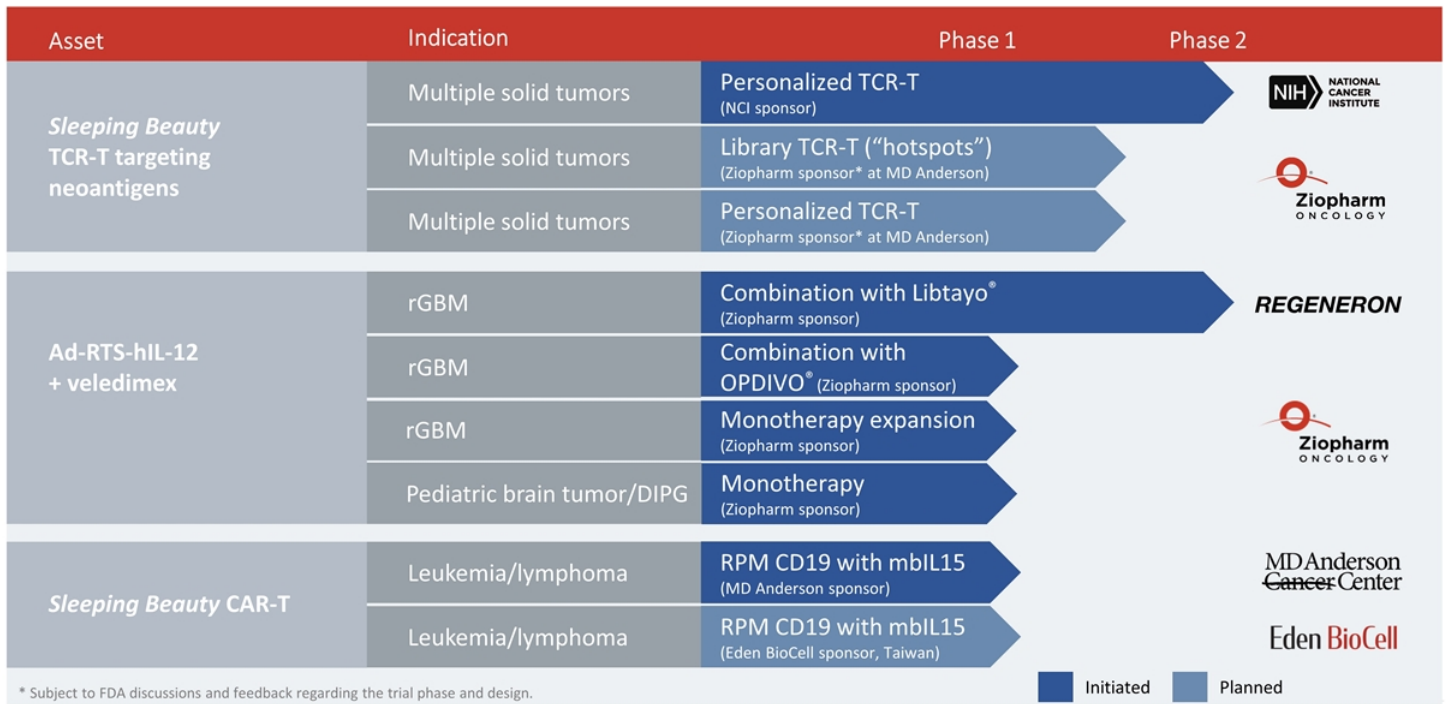 Asset Indication Phase 1 Phase 2
Sleeping Beauty
TCR-T targeting
neoantigens
Multiple solid tumors
Personalized TCR-T
(NCI sponsor)
NIH NATIONAL
CANCER
INSTITUTE
Multiple solid tumors
Library TCR-T (“hotspots”)
(Ziopharm sponsor* at MD Anderson)
Multiple solid tumors
Personalized TCR-T
(Ziopharm sponsor* at MD Anderson)
Ziopharm
ONCOLOGY
Ad-RTS-hIL-12
+ veledimex
rGBM
Combination with Libtayo®
(Ziopharm sponsor)
REGENERON
rGBM
Combination with
OPDIVO® (Ziopharm sponsor)
rGBM
Monotherapy expansion
(Ziopharm sponsor)
Pediatric brain tumor/DIPG
Monotherapy
(Ziopharm sponsor)
Ziopharm
ONCOLOGY
Sleeping Beauty CAR-T
Leukemia/lymphoma
RPM CD19 with mbIL15
(MD Anderson sponsor)
MD Anderson
Cancer Center
Leukemia/lymphoma
RPM CD19 with mbIL15
(Eden BioCell sponsor, Taiwan)
Eden BioCell
* Subject to FDA discussions and feedback regarding the trial phase and design.
Initiated Planned